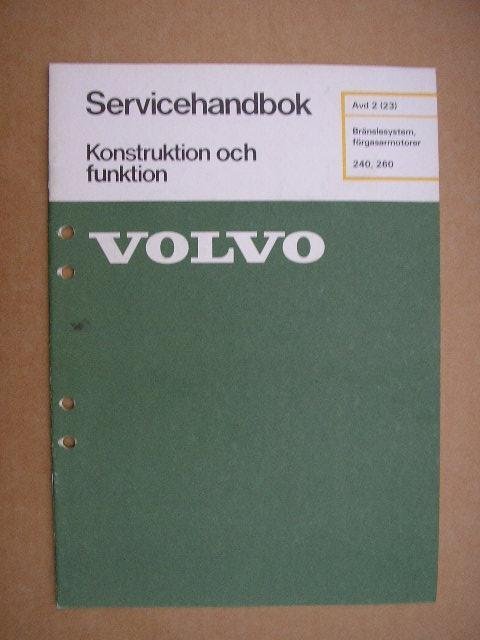 Servicehandbok
Konstruktion och
funktion
Avd 2 (23)
Bränslesystem,
förgasarmotorer
240, 260
VOLVO